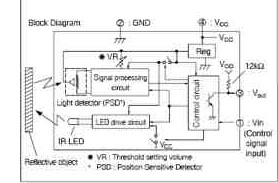 Block Diagram
② : GND
④ : Vcc
Vcc
VR
Reg
12kΩ
Signal processing circuit
Vcc
③ : Vout
Light detector (PSD*)
Control circuit
LED drive circuit
① : Vin (Control signal input)
IR LED
Vcc
Reflective object
● VR : Threshold setting volume
* PSD : Position Sensitive Detector